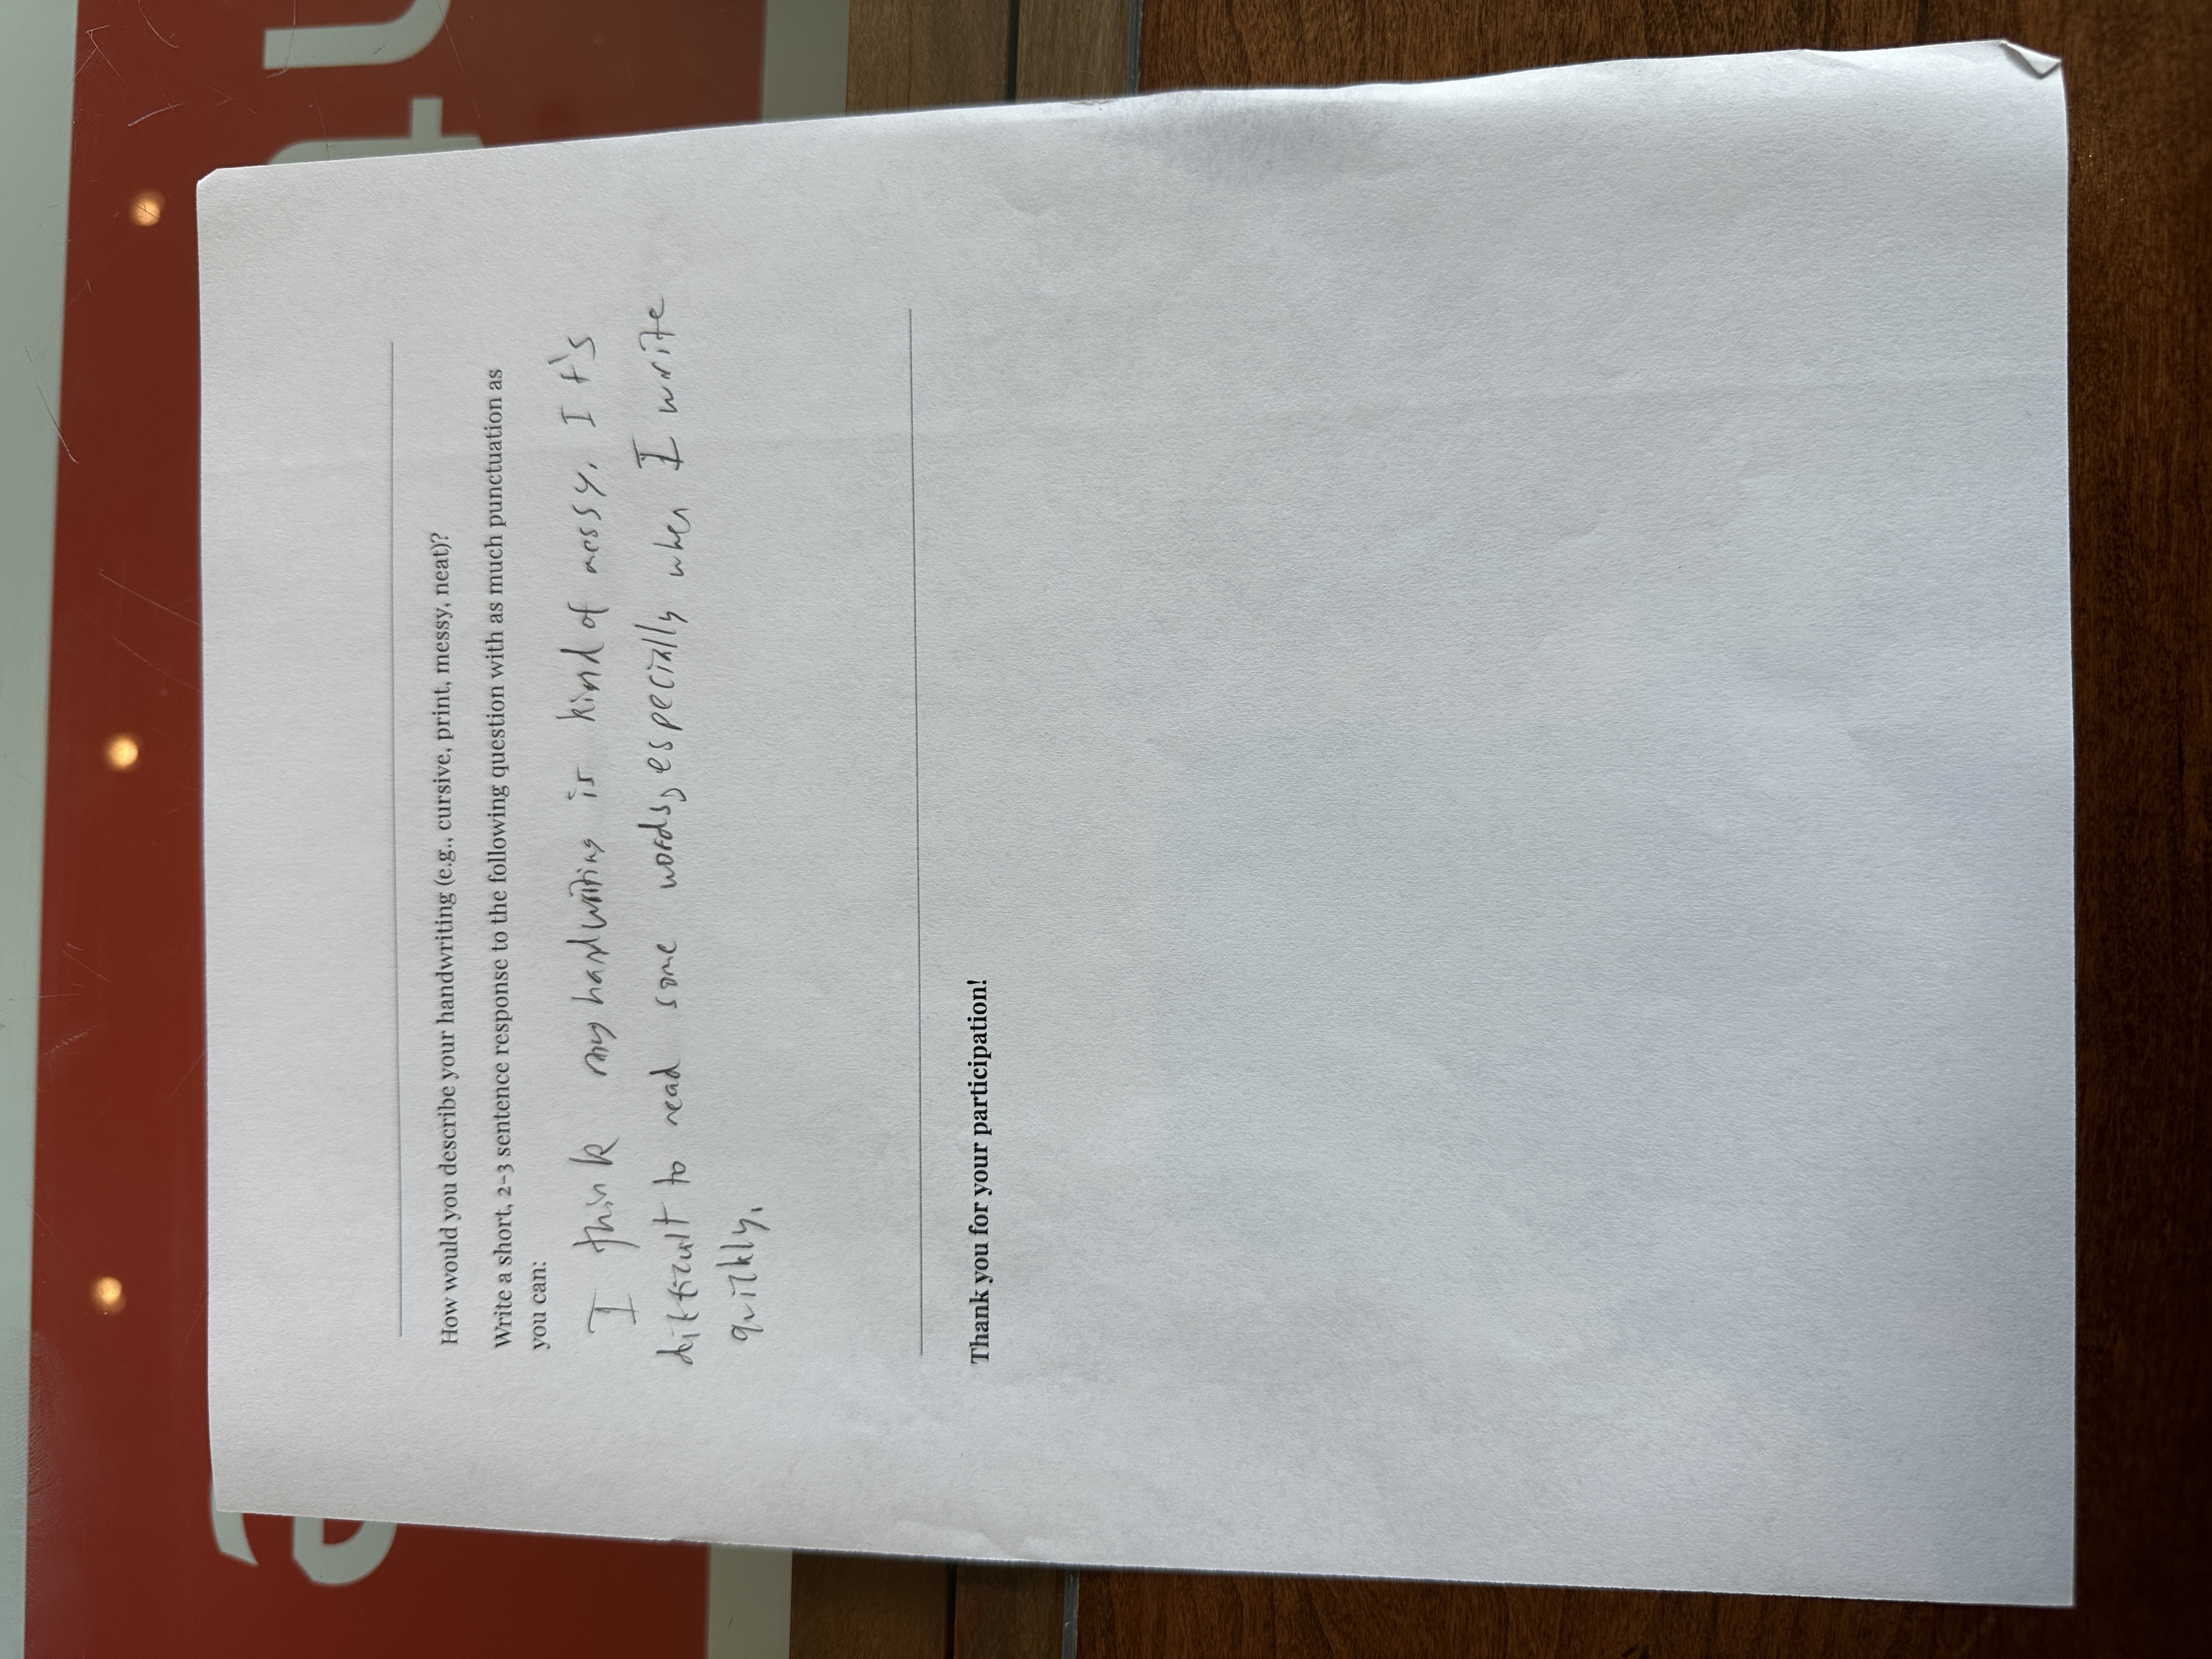 How would you describe your handwriting (e.g., cursive, print, messy, neat)?
Write a short, 2-3 sentence response to the following question with as much punctuation as
you can:
I think my handwriting is kind of messy. It's
difficult to read some words, especially when I write
quickly.
Thank you for your participation!